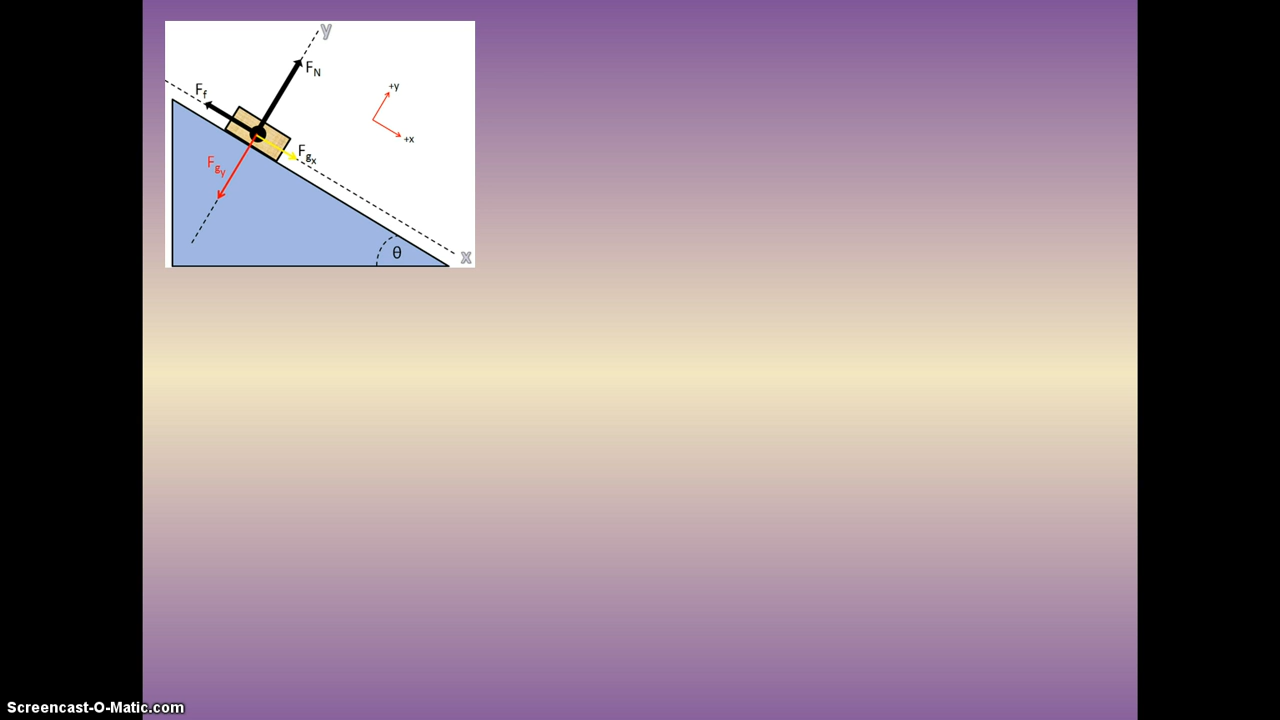 y
F_N
F_f
+y
+x
F_gx
F_gy
θ
x
Screencast-O-Matic.com